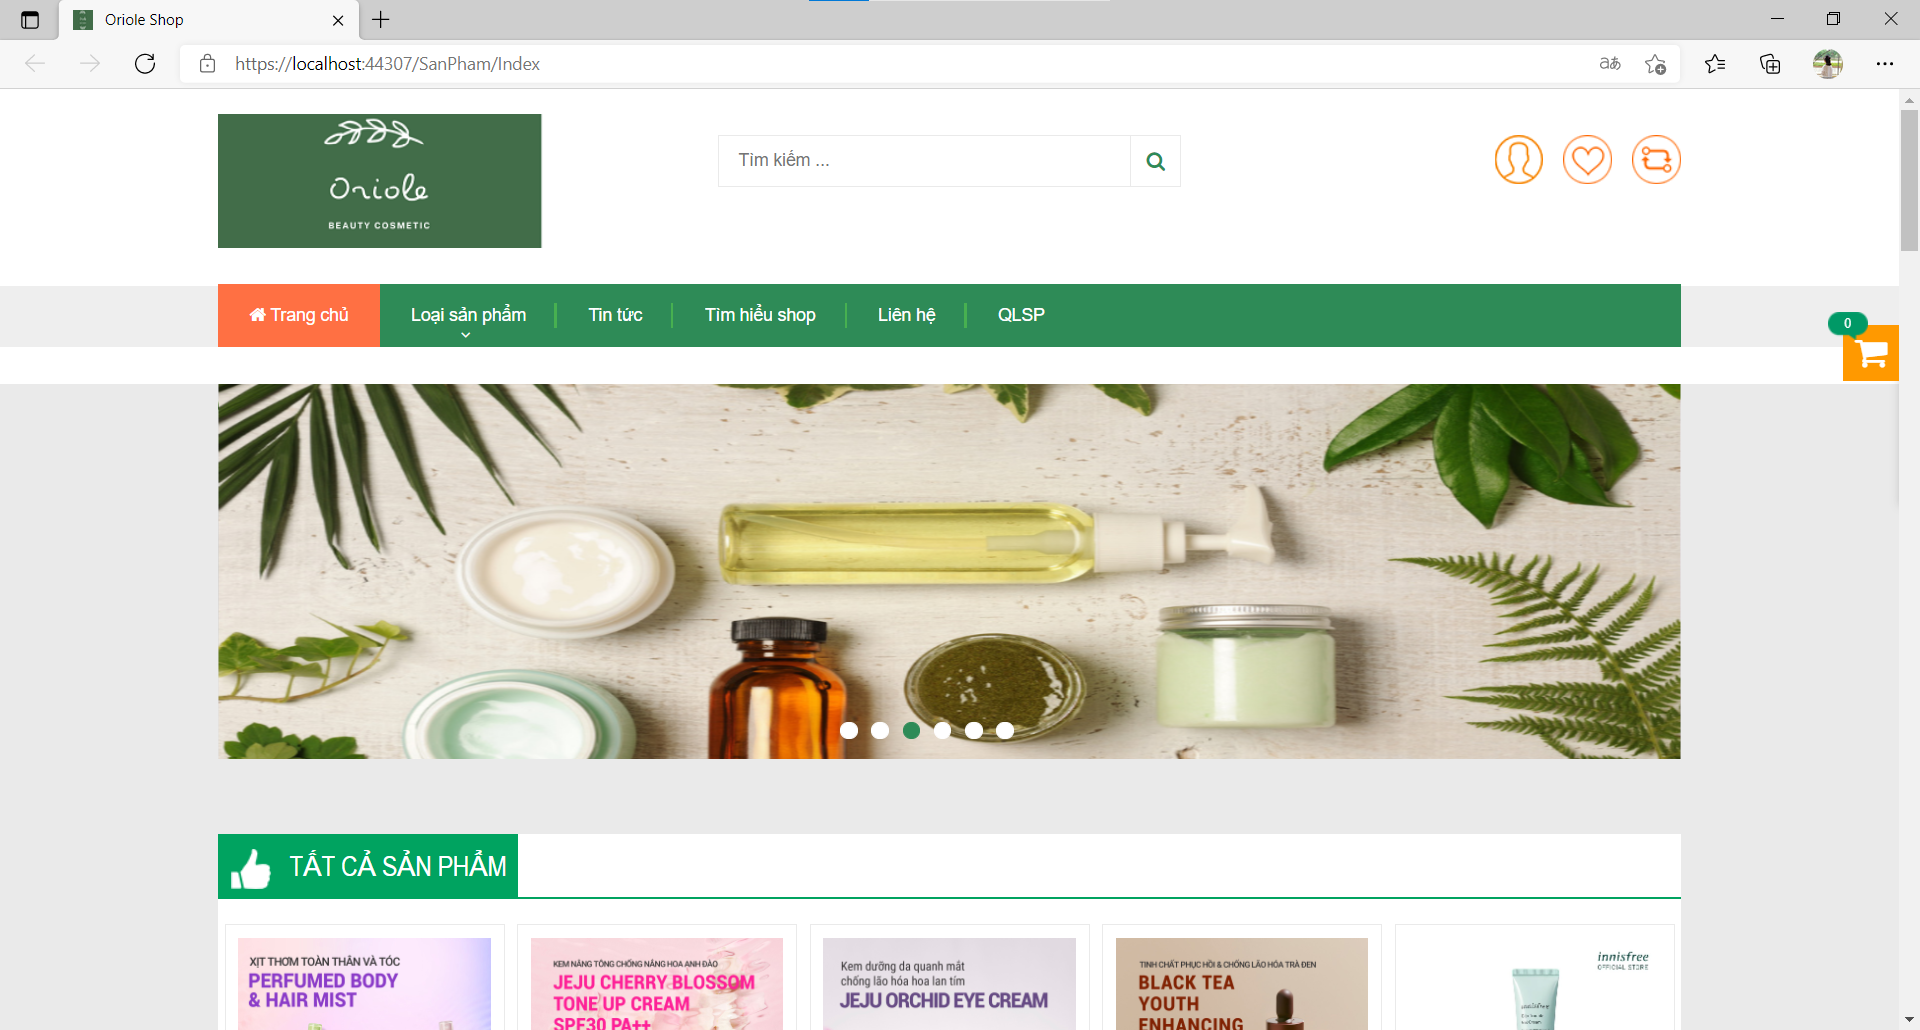 Oriole Shop
https://localhost:44307/SanPham/Index
Oriole
BEAUTY COSMETIC
Tìm kiếm ...
Trang chủ
Loại sản phẩm
Tin tức
Tìm hiểu shop
Liên hệ
QLSP
0
TẤT CẢ SẢN PHẨM
XỊT THƠM TOÀN THÂN VÀ TÓC
PERFUMED BODY
& HAIR MIST
KEM NÂNG TÔNG CHỐNG NẮNG HOA ANH ĐÀO
JEJU CHERRY BLOSSOM
TONE UP CREAM
SPF30 PA++
Kem dưỡng da quanh mắt
chống lão hóa hoa lan tím
JEJU ORCHID EYE CREAM
TINH CHẤT PHỤC HỒI & CHỐNG LÃO HÓA TRÀ ĐEN
BLACK TEA
YOUTH
ENHANCING
innisfree
OFFICIAL STORE